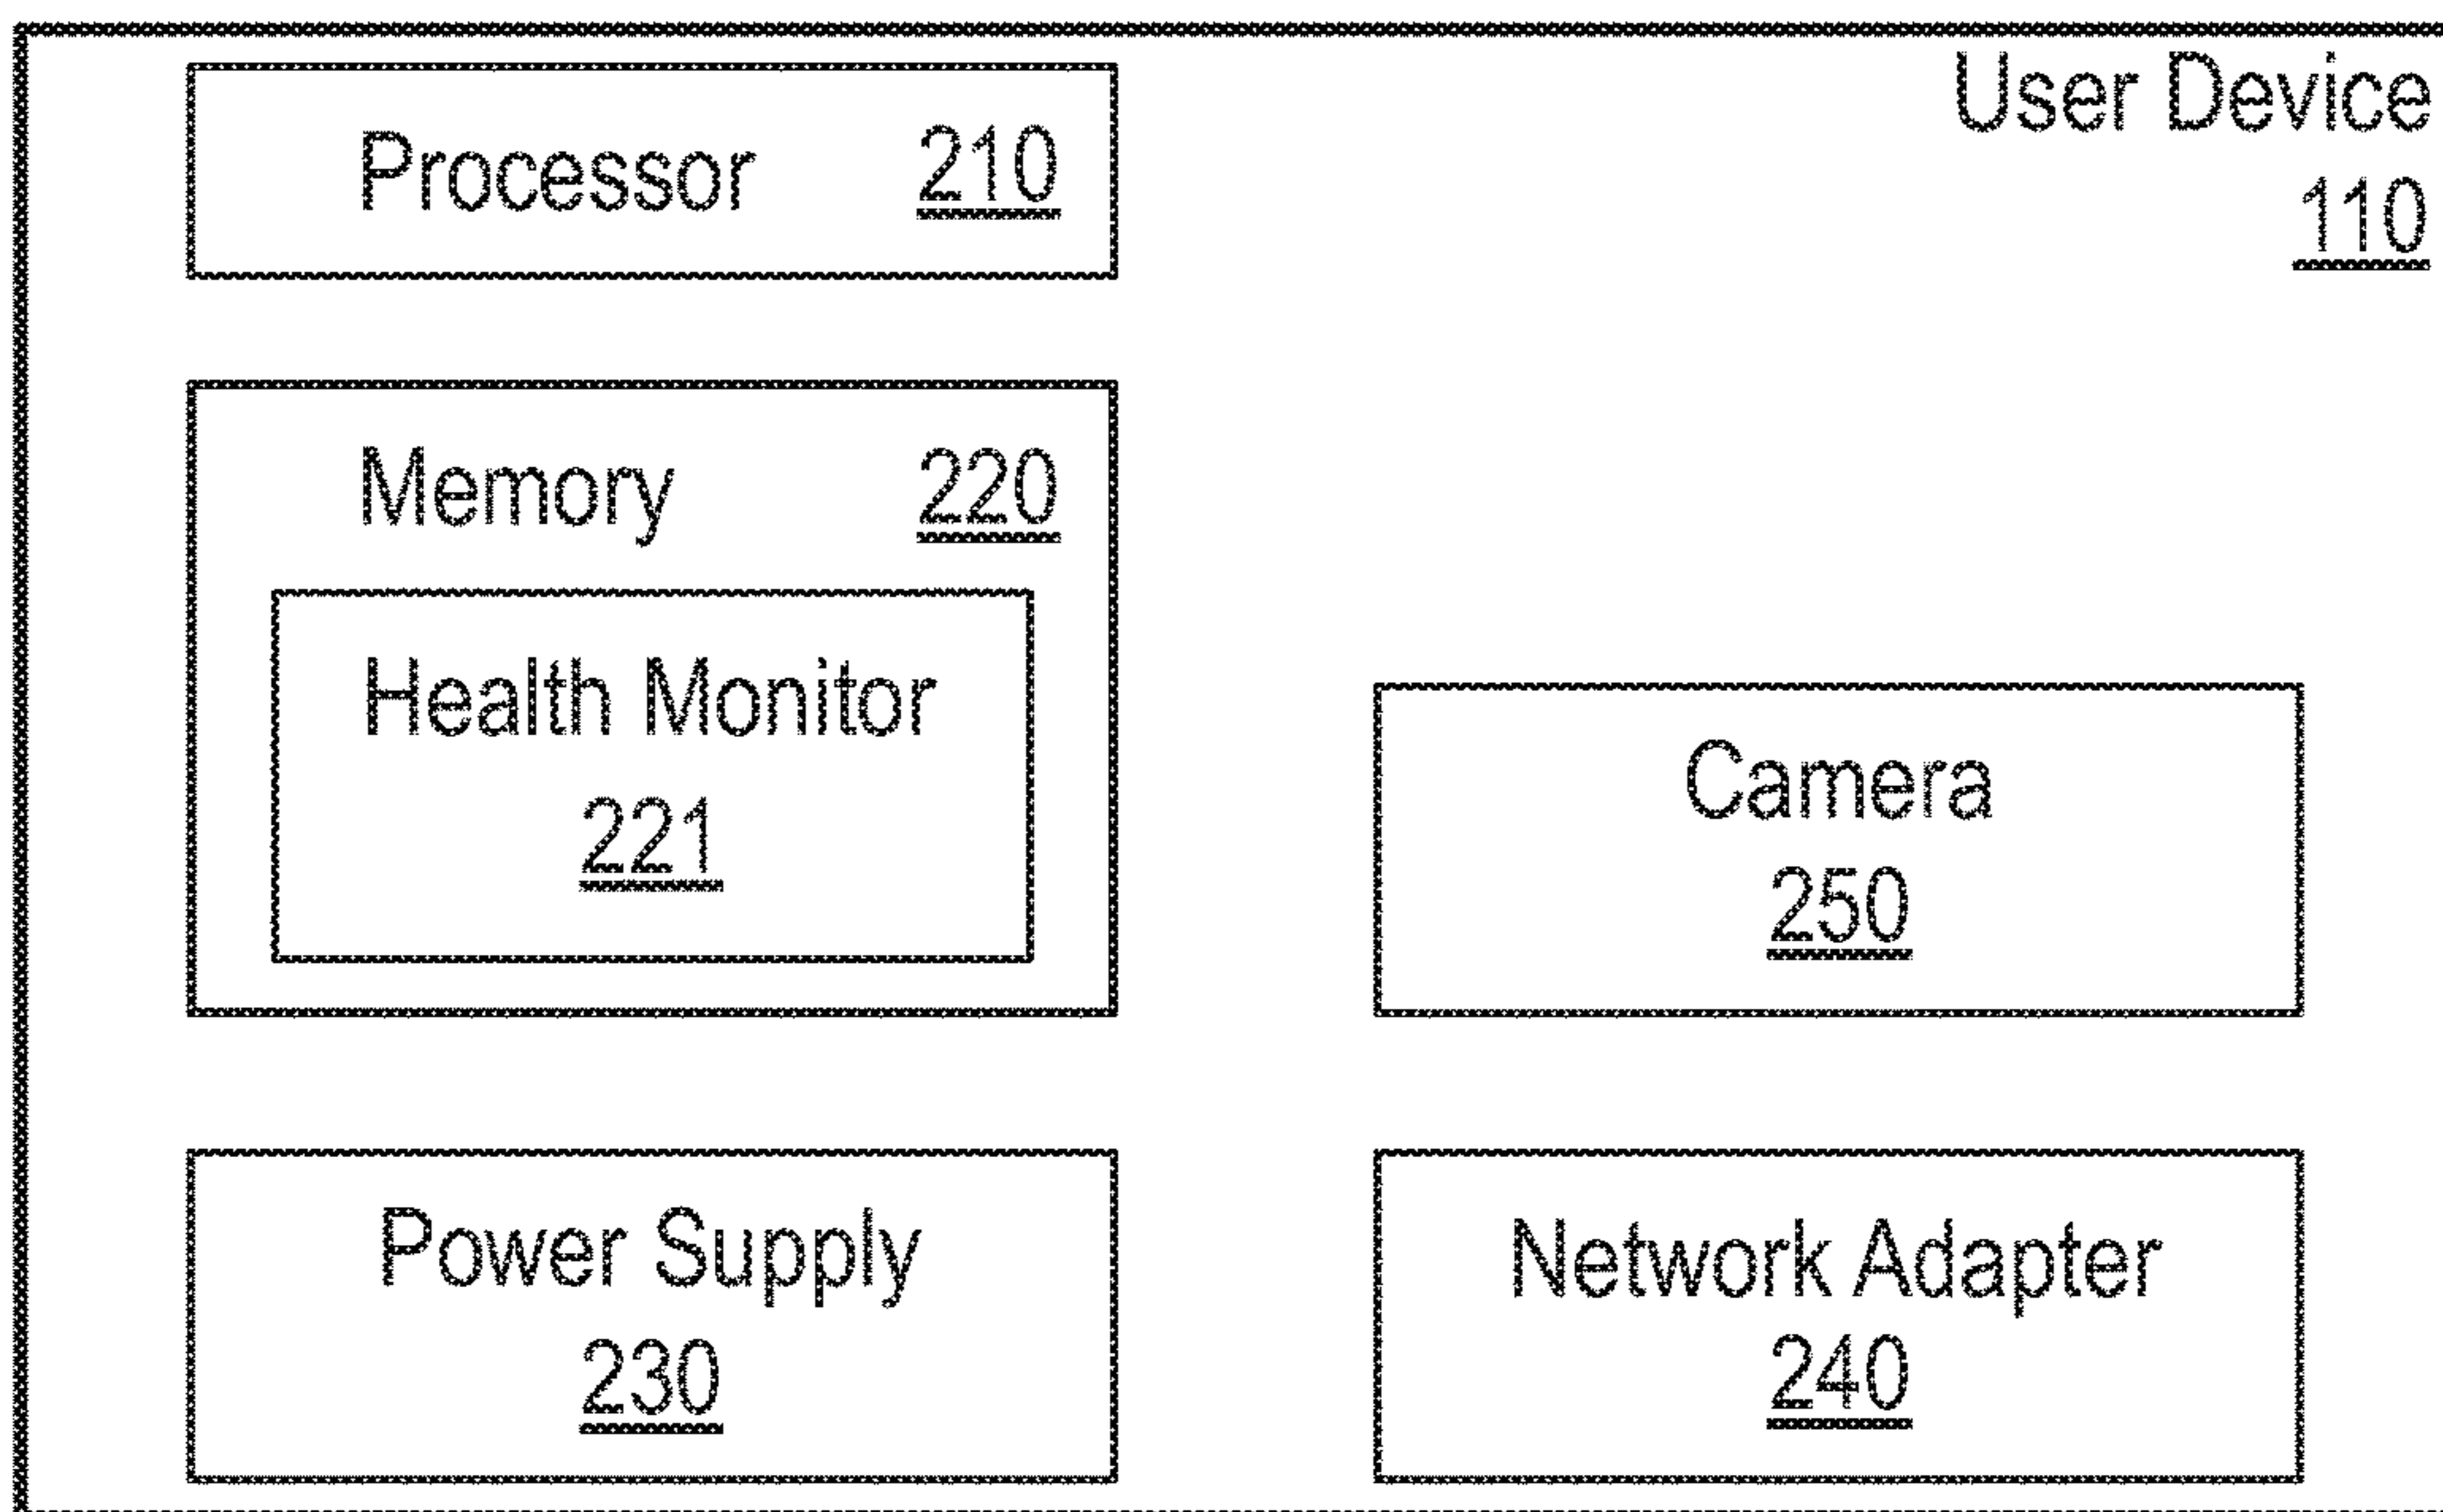 User Device
110
Processor 210
Memory 220
Health Monitor
221
Camera
250
Power Supply
230
Network Adapter
240